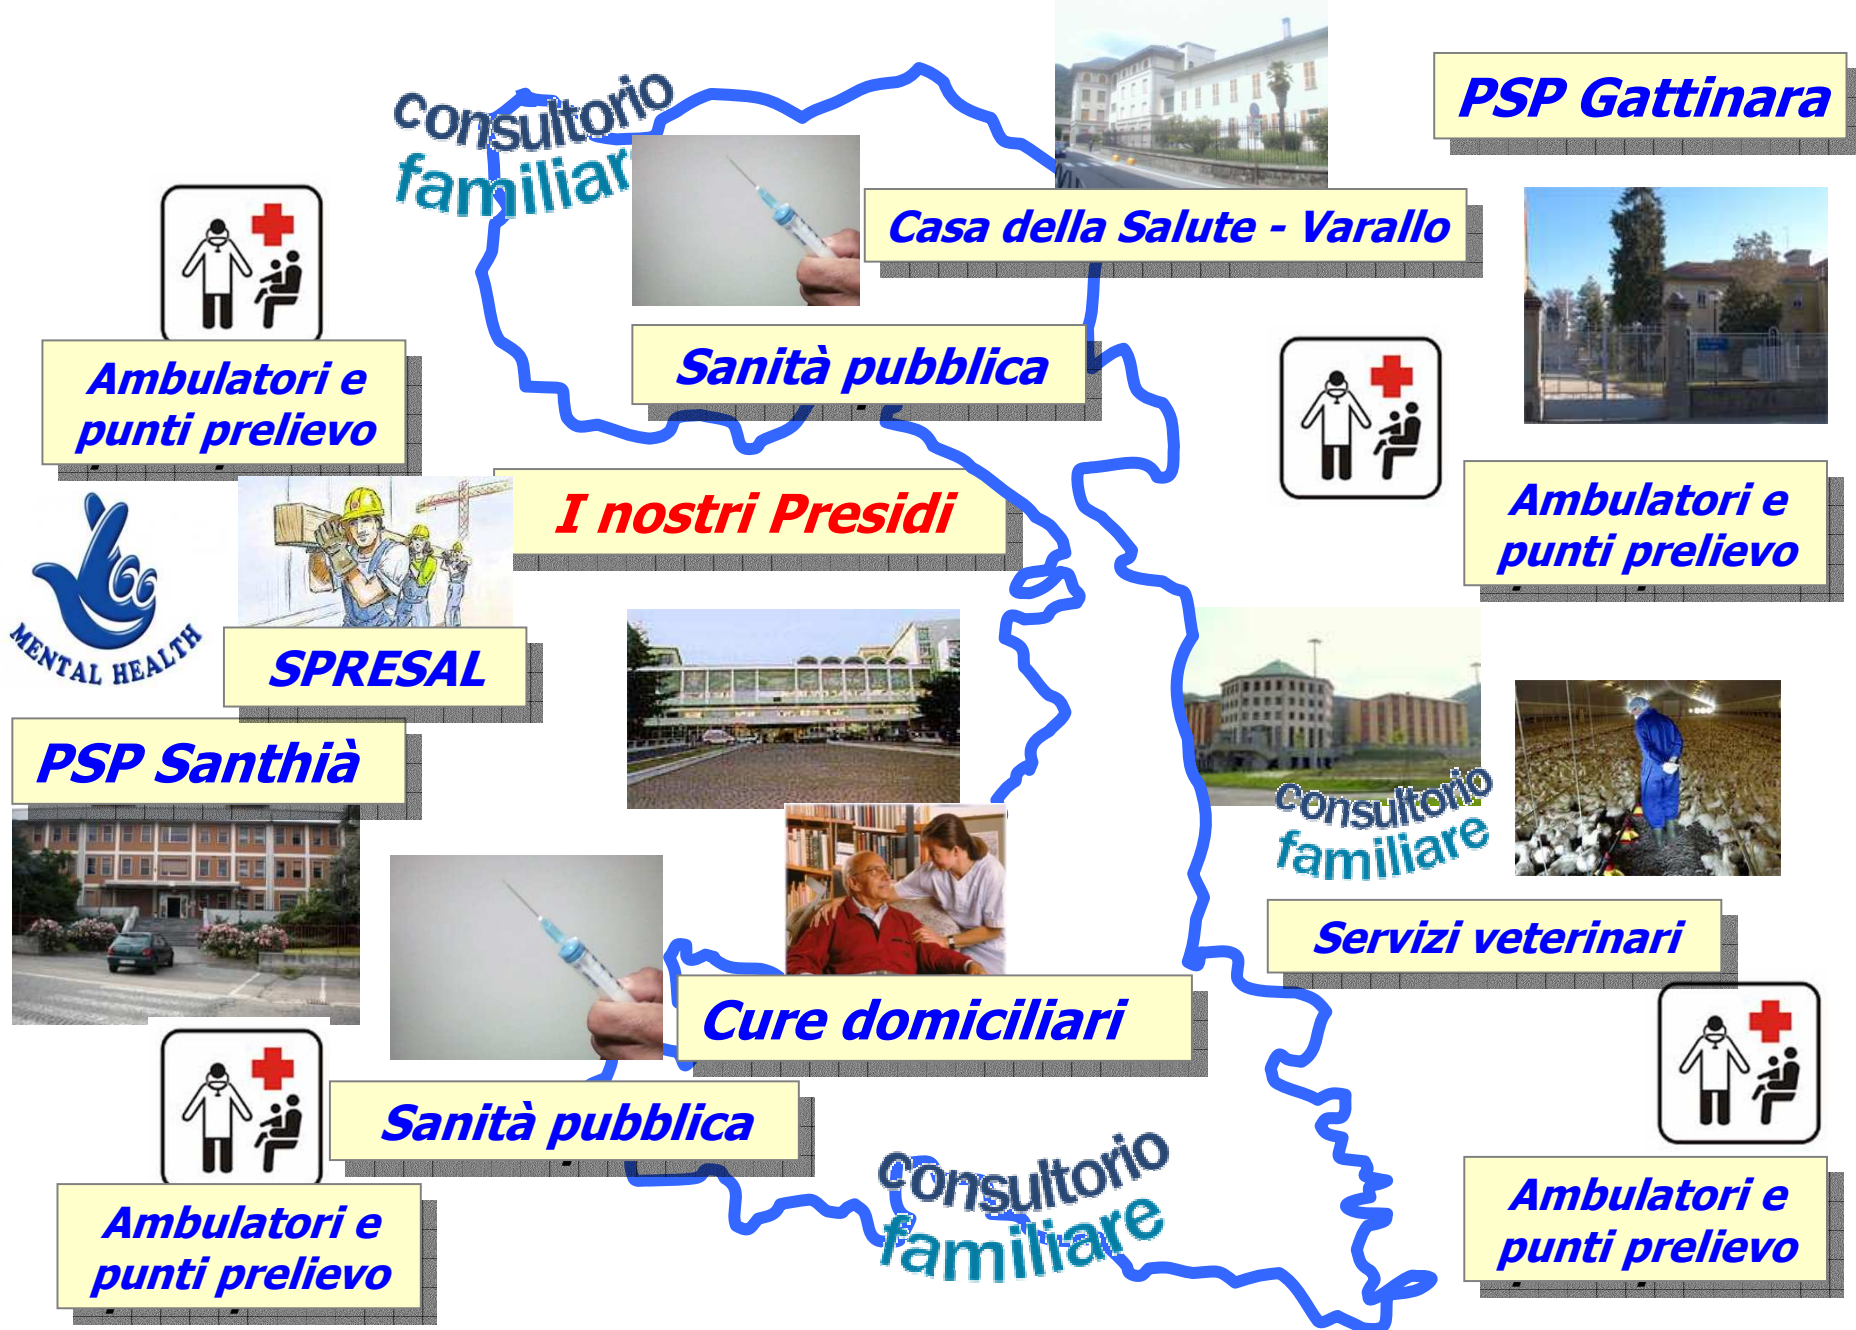 consultorio
familiar
PSP Gattinara
Casa della Salute - Varallo
Sanità pubblica
Ambulatori e
punti prelievo
I nostri Presidi
Ambulatori e
punti prelievo
MENTAL HEALTH
SPRESAL
PSP Santhià
consultorio
familiare
Servizi veterinari
Cure domiciliari
Sanità pubblica
consultorio
familiare
Ambulatori e
punti prelievo
Ambulatori e
punti prelievo